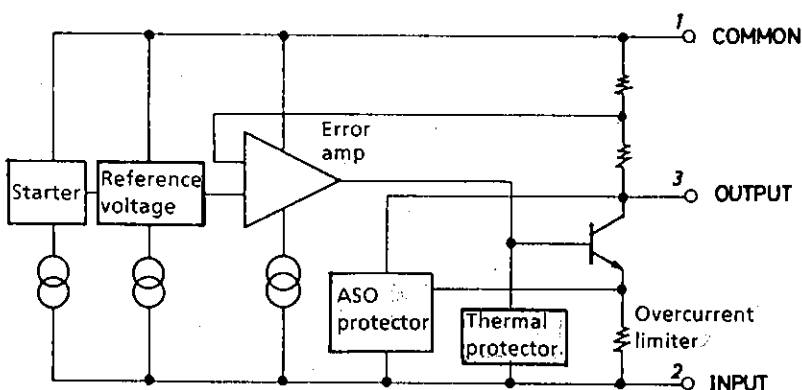 1 COMMON
Error
amp
Starter
Reference
voltage
3 OUTPUT
ASO
protector
Thermal
protector.
Overcurrent
limiter
2 INPUT